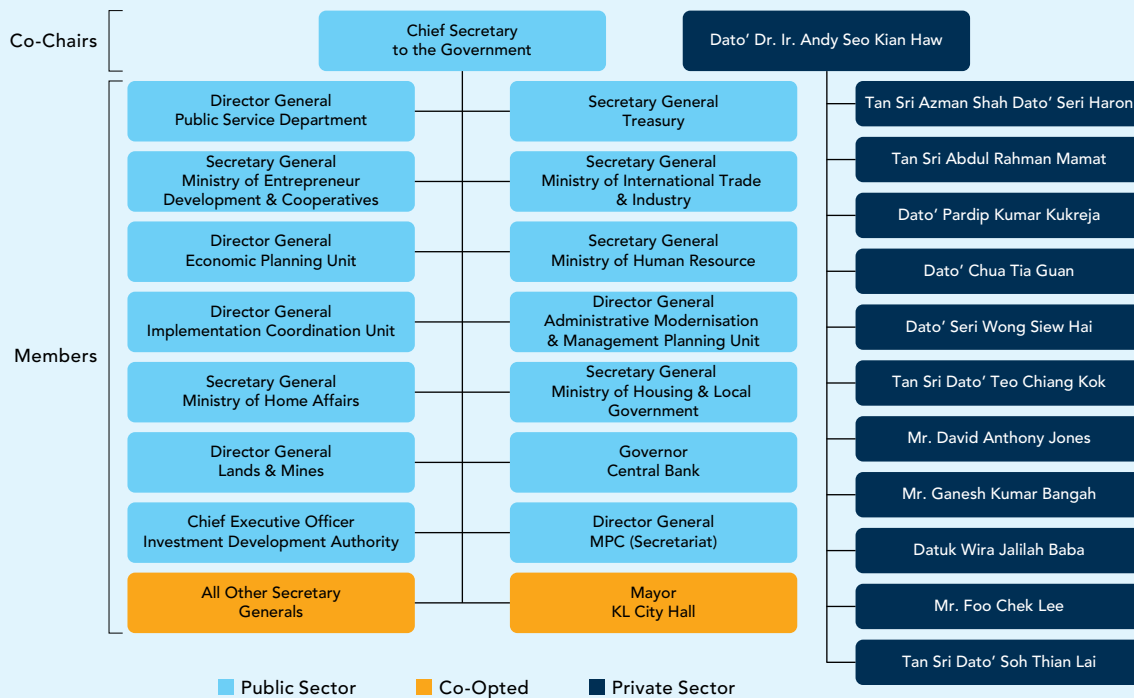 Co-Chairs
Chief Secretary
to the Government
Dato’ Dr. Ir. Andy Seo Kian Haw
Members
Director General
Public Service Department
Secretary General
Treasury
Secretary General
Ministry of Entrepreneur
Development & Cooperatives
Secretary General
Ministry of International Trade
& Industry
Director General
Economic Planning Unit
Secretary General
Ministry of Human Resource
Director General
Implementation Coordination Unit
Director General
Administrative Modernisation
& Management Planning Unit
Secretary General
Ministry of Home Affairs
Secretary General
Ministry of Housing & Local
Government
Director General
Lands & Mines
Governor
Central Bank
Chief Executive Officer
Investment Development Authority
Director General
MPC (Secretariat)
All Other Secretary
Generals
Mayor
KL City Hall
Tan Sri Azman Shah Dato’ Seri Haron
Tan Sri Abdul Rahman Mamat
Dato’ Pardip Kumar Kukreja
Dato’ Chua Tia Guan
Dato’ Seri Wong Siew Hai
Tan Sri Dato’ Teo Chiang Kok
Mr. David Anthony Jones
Mr. Ganesh Kumar Bangah
Datuk Wira Jalilah Baba
Mr. Foo Chek Lee
Tan Sri Dato’ Soh Thian Lai
Public Sector
Co-Opted
Private Sector